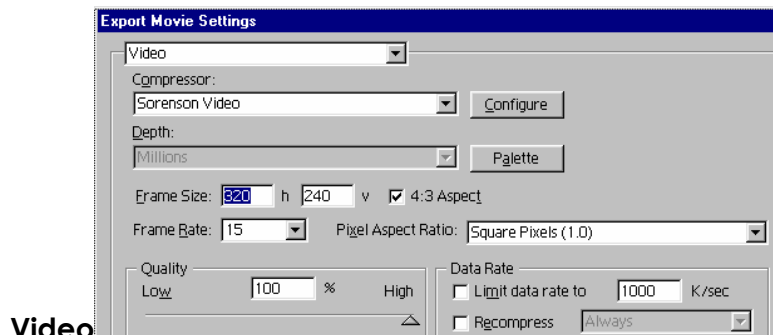 Export Movie Settings
Video
Compressor:
Sorenson Video Configure
Depth:
Millions Palette
Frame Size: 320 h 240 v 4:3 Aspect
Frame Rate: 15 Pixel Aspect Ratio: Square Pixels (1.0)
Quality Data Rate
Low 100 % High Limit data rate to 1000 K/sec
Recompress Always
Video